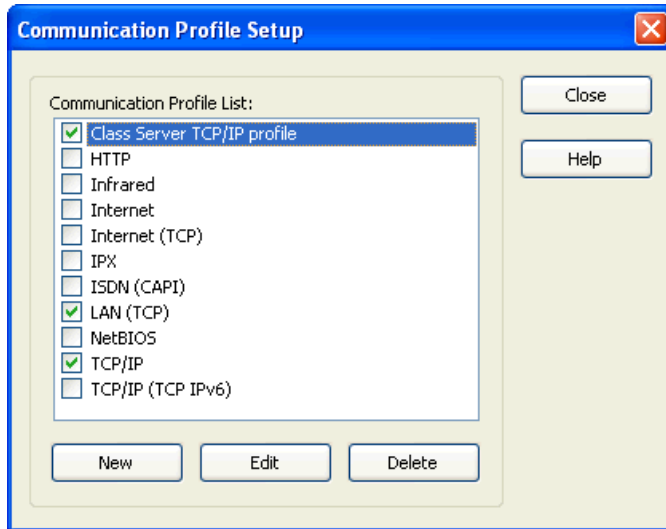 Communication Profile Setup
Communication Profile List:
Class Server TCP/IP profile
HTTP
Infrared
Internet
Internet (TCP)
IPX
ISDN (CAPI)
LAN (TCP)
NetBIOS
TCP/IP
TCP/IP (TCP IPv6)
New
Edit
Delete
Close
Help